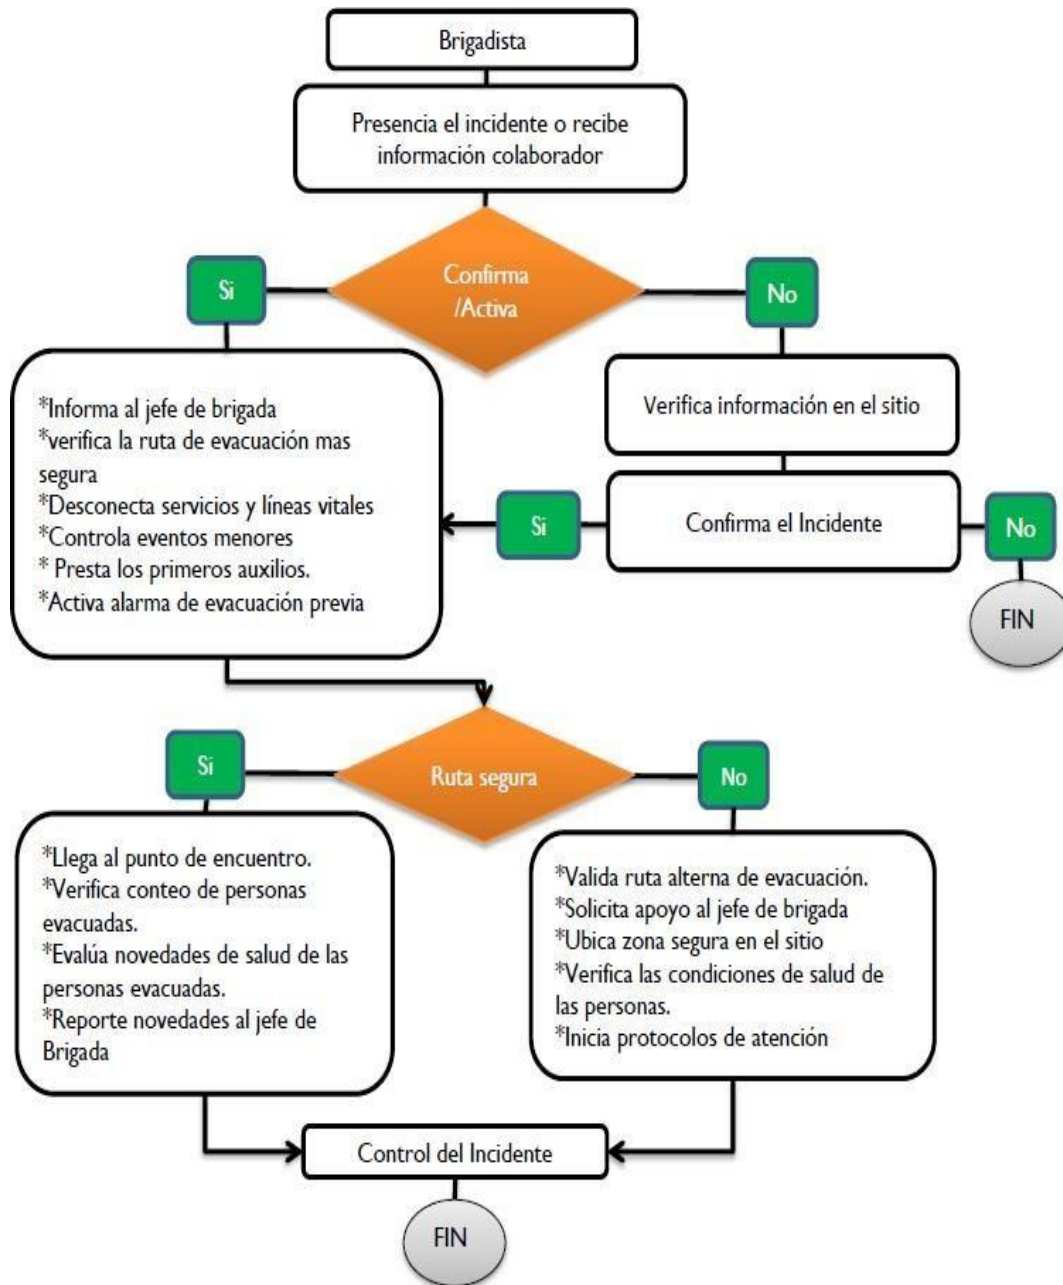 Brigadista
Presencia el incidente o recibe
información colaborador
Confirma
/Activa
Si
No
*Informa al jefe de brigada
*verifica la ruta de evacuación mas
segura
*Desconecta servicios y líneas vitales
*Controla eventos menores
* Presta los primeros auxilios.
*Activa alarma de evacuación previa
Verifica información en el sitio
Si
Confirma el Incidente
No
FIN
Si
Ruta segura
No
*Llega al punto de encuentro.
*Verifica conteo de personas
evacuadas.
*Evalúa novedades de salud de las
personas evacuadas.
*Reporte novedades al jefe de
Brigada
*Valida ruta alterna de evacuación.
*Solicita apoyo al jefe de brigada
*Ubica zona segura en el sitio
*Verifica las condiciones de salud de
las personas.
*Inicia protocolos de atención
Control del Incidente
FIN